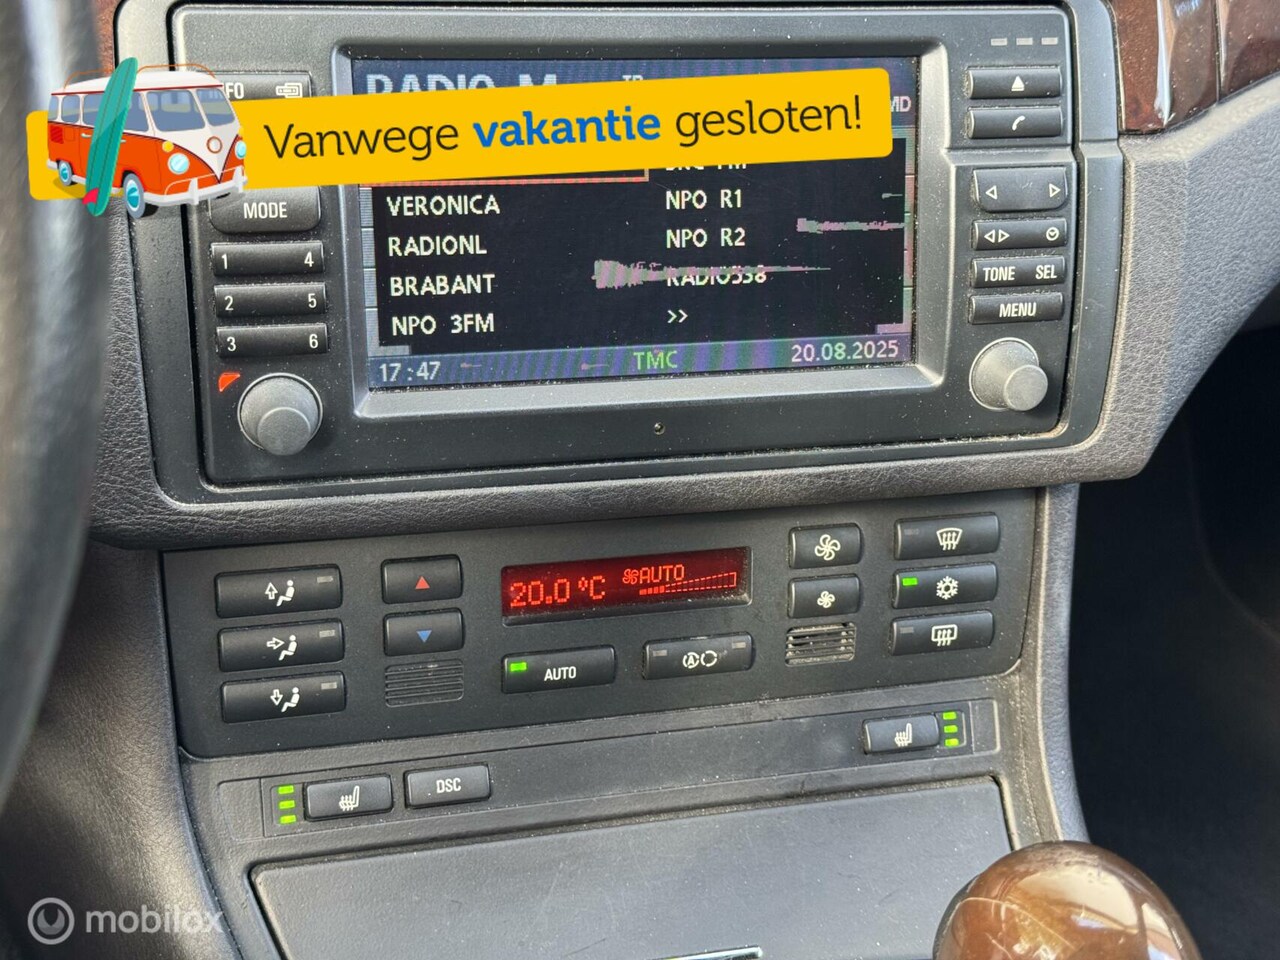 Vanwege vakantie gesloten!
MODE
1 4
2 5
3 6
VERONICA
RADIONL
BRABANT
NPO 3FM
NPO R1
NPO R2
RADIO538
>>
17:47
TMC
20.08.2025
TONE SEL
MENU
20.0°C
AUTO
AUTO
A
DSC
mobilox